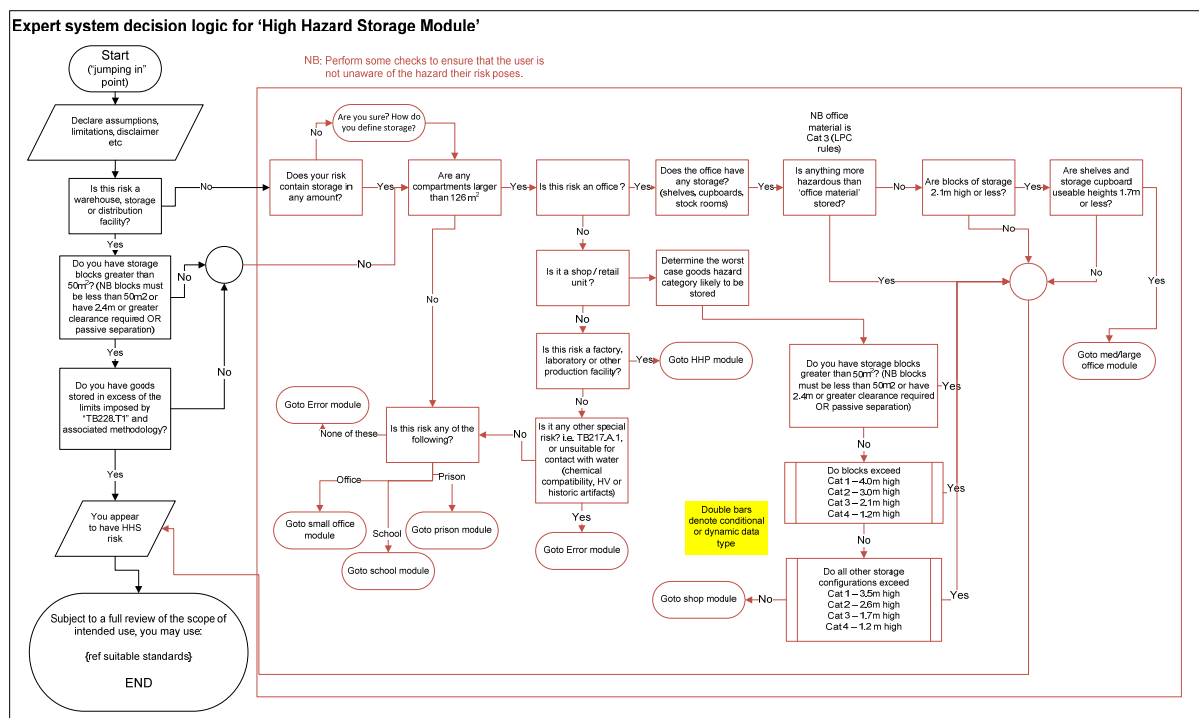 Expert system decision logic for ‘High Hazard Storage Module’
Start
(“jumping in”
point)
Declare assumptions,
limitations, disclaimer
etc
Is this risk a
warehouse, storage
or distribution
facility?
No
Yes
Do you have storage
blocks greater than
50m²? (NB blocks must
be less than 50m2 or
have 2.4m or greater
clearance required OR
passive separation)
No
Yes
Do you have goods
stored in excess of the
limits imposed by
“TB228.T1” and
associated methodology?
No
Yes
You appear
to have HHS
risk
Subject to a full review of the scope of
intended use, you may use:
{ref suitable standards}
END
NB: Perform some checks to ensure that the user is
not unaware of the hazard their risk poses.
Are you sure? How do
you define storage?
No
Does your risk
contain storage in
any amount?
Yes
No
Are any
compartments larger
than 126m²
Yes
No
Is this risk an office?
Yes
No
Does the office have
any storage?
(shelves, cupboards,
stock rooms)
Yes
NB office
material is
Cat 3 (LPC
rules)
Is anything more
hazardous than
‘office material’
stored?
No
Yes
Are blocks of storage
2.1m high or less?
Yes
No
Are shelves and
storage cupboard
useable heights 1.7m
or less?
No
Yes
Goto med/large
office module
Is it a shop / retail
unit?
No
Determine the worst
case goods hazard
category likely to be
stored
Is this risk a factory,
laboratory or other
production facility?
Yes
No
Goto HHP module
Do you have storage blocks
greater than 50m²? (NB blocks
must be less than 50m2 or have
2.4m or greater clearance required
OR passive separation)
Yes
No
Goto Error
module
None of these
Is this risk any of the
following?
No
Is it any other special
risk? i.e. TB217.A.1,
or unsuitable for
contact with water
(chemical
compatibility, HV or
historic artifacts)
Yes
Goto Error module
Office
Prison
School
Goto small office
module
Goto prison module
Goto school module
Do blocks exceed
Cat 1 – 4.0m high
Cat 2 – 3.0m high
Cat 3 – 2.1m high
Cat 4 – 1.2m high
Yes
No
Double bars
denote conditional
or dynamic data
type
Do all other storage
configurations exceed
Cat 1 – 3.5m high
Cat 2 – 2.6m high
Cat 3 – 1.7m high
Cat 4 – 1.2 m high
Yes
No
Goto shop module